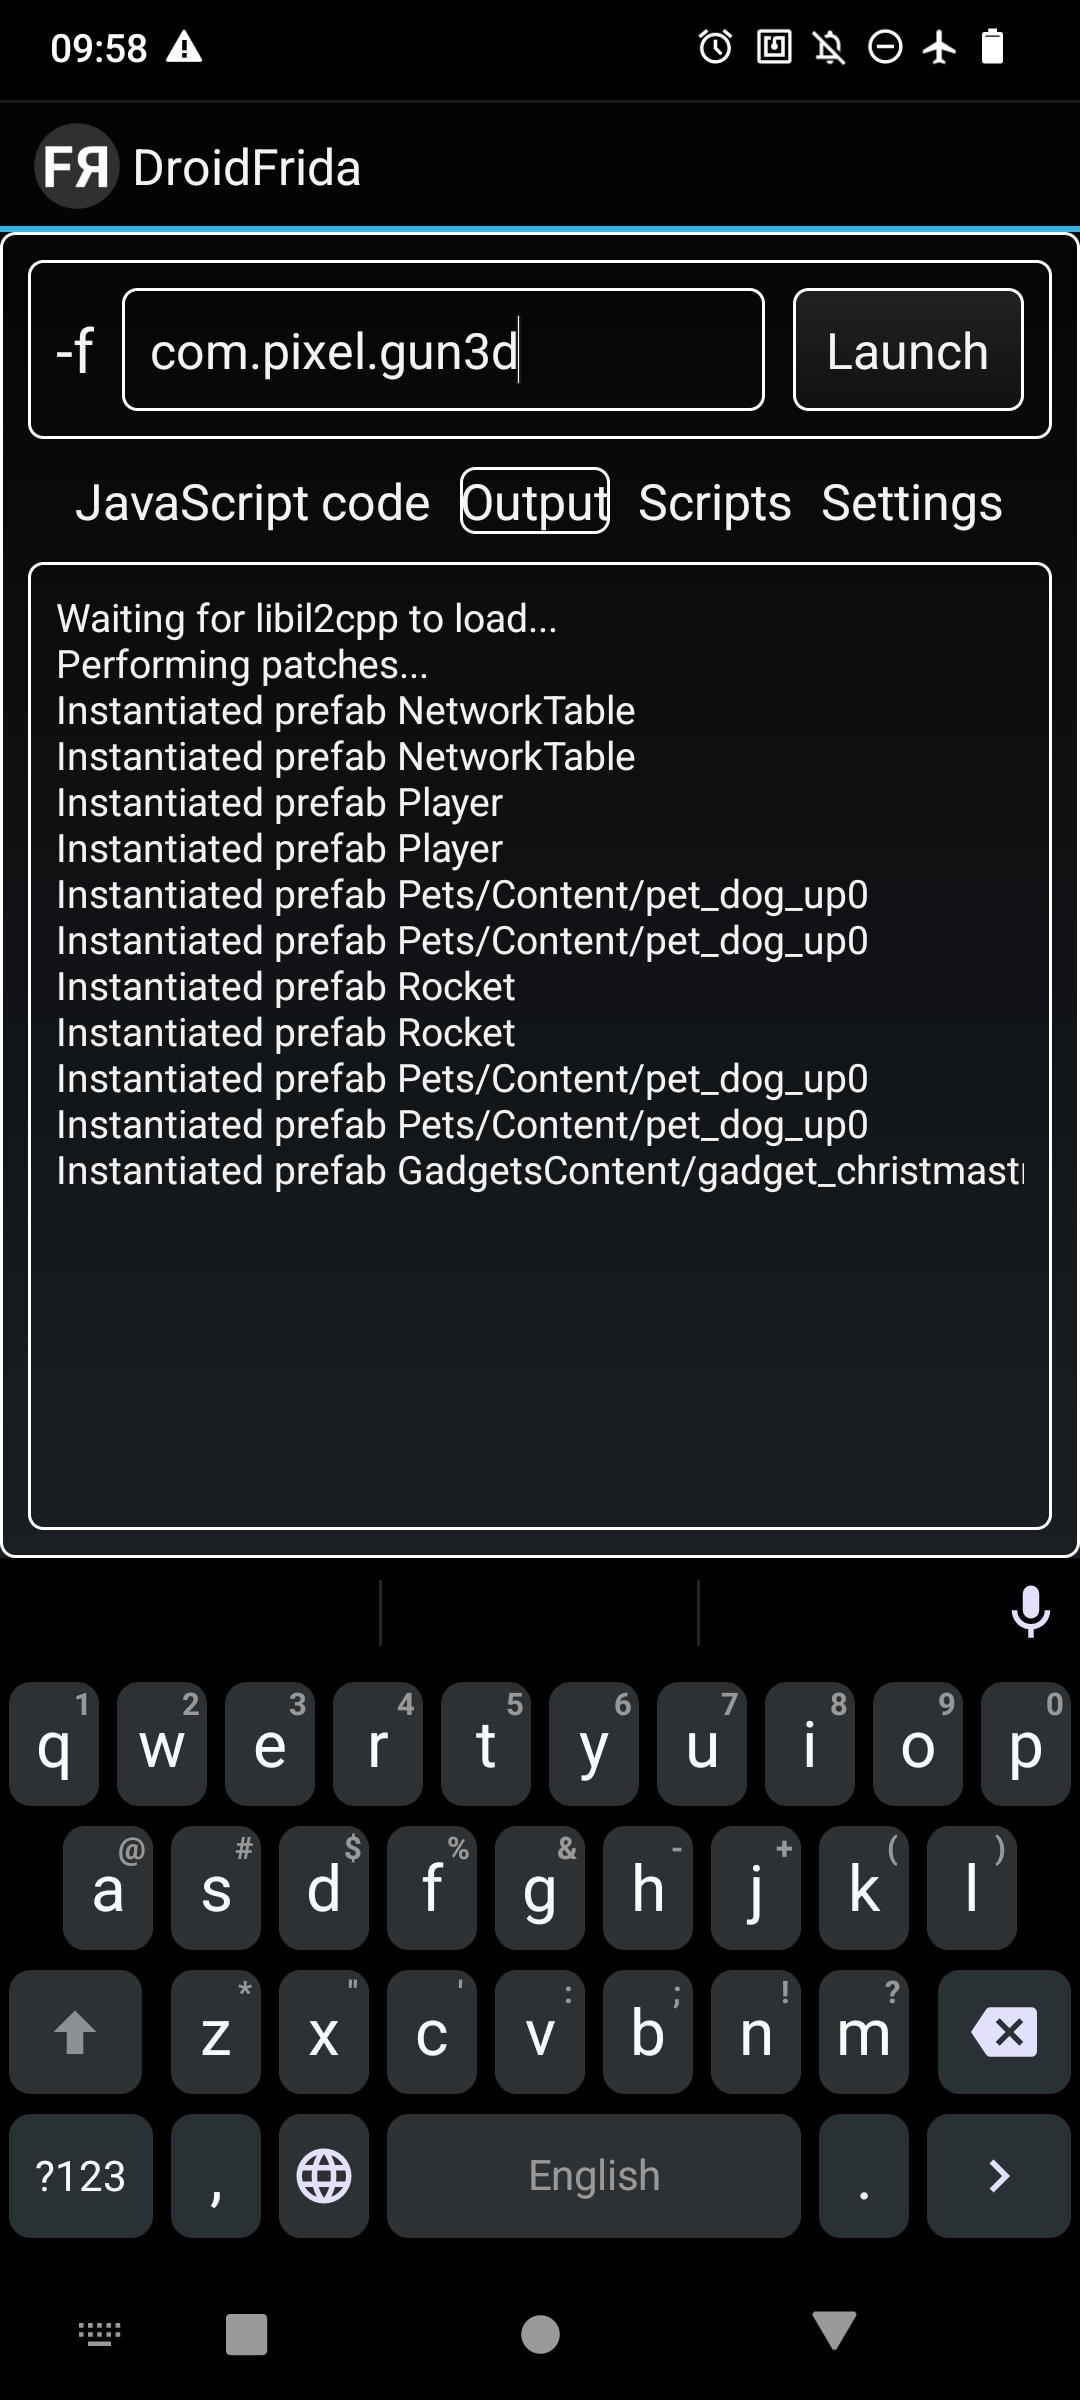 09:58
FЯ DroidFrida
-f com.pixel.gun3d Launch
JavaScript code Output Scripts Settings
Waiting for libil2cpp to load...
Performing patches...
Instantiated prefab NetworkTable
Instantiated prefab NetworkTable
Instantiated prefab Player
Instantiated prefab Player
Instantiated prefab Pets/Content/pet_dog_up0
Instantiated prefab Pets/Content/pet_dog_up0
Instantiated prefab Rocket
Instantiated prefab Rocket
Instantiated prefab Pets/Content/pet_dog_up0
Instantiated prefab Pets/Content/pet_dog_up0
Instantiated prefab GadgetsContent/gadget_christmast
1 2 3 4 5 6 7 8 9 0
q w e r t y u i o p
@ # $ % & - + ( )
a s d f g h j k l
* " ' : ; ! ?
z x c v b n m
?123 , English .